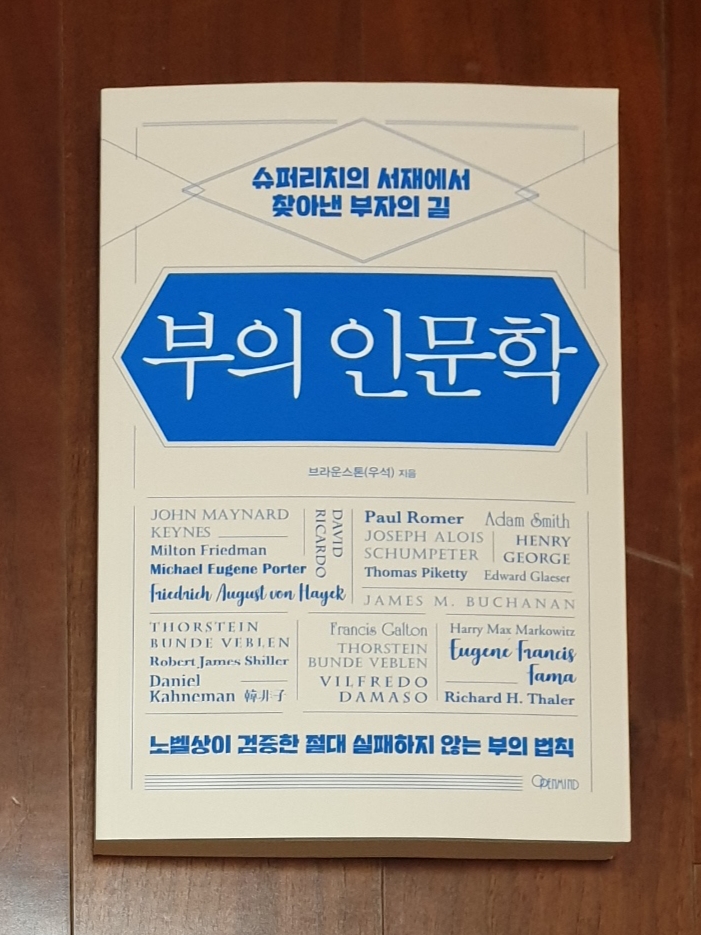 슈퍼리치의 서재에서
찾아낸 부자의 길
부의 인문학
브라운스톤(우석) 지음
JOHN MAYNARD
KEYNES
Milton Friedman
Michael Eugene Porter
Friedrich August von Hayek
DAVID
RICARDO
Paul Romer
Adam Smith
JOSEPH ALOIS
SCHUMPETER
HENRY
GEORGE
Thomas Piketty
Edward Glaeser
JAMES M. BUCHANAN
THORSTEIN
BUNDE VEBLEN
Robert James Shiller
Daniel
Kahneman 韓非子
Francis Galton
THORSTEIN
BUNDE VEBLEN
VILFREDO
DAMASO
Harry Max Markowitz
Eugene Francis
Fama
Richard H. Thaler
노벨상이 검증한 절대 실패하지 않는 부의 법칙
OPENMIND